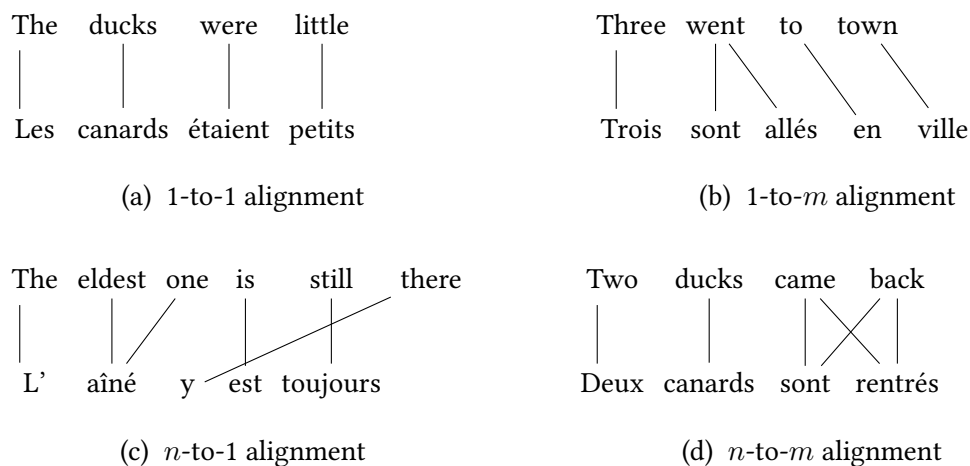 The ducks were little
Les canards étaient petits
(a) 1-to-1 alignment
Three went to town
Trois sont allés en ville
(b) 1-to-m alignment
The eldest one is still there
L’ aîné y est toujours
(c) n-to-1 alignment
Two ducks came back
Deux canards sont rentrés
(d) n-to-m alignment